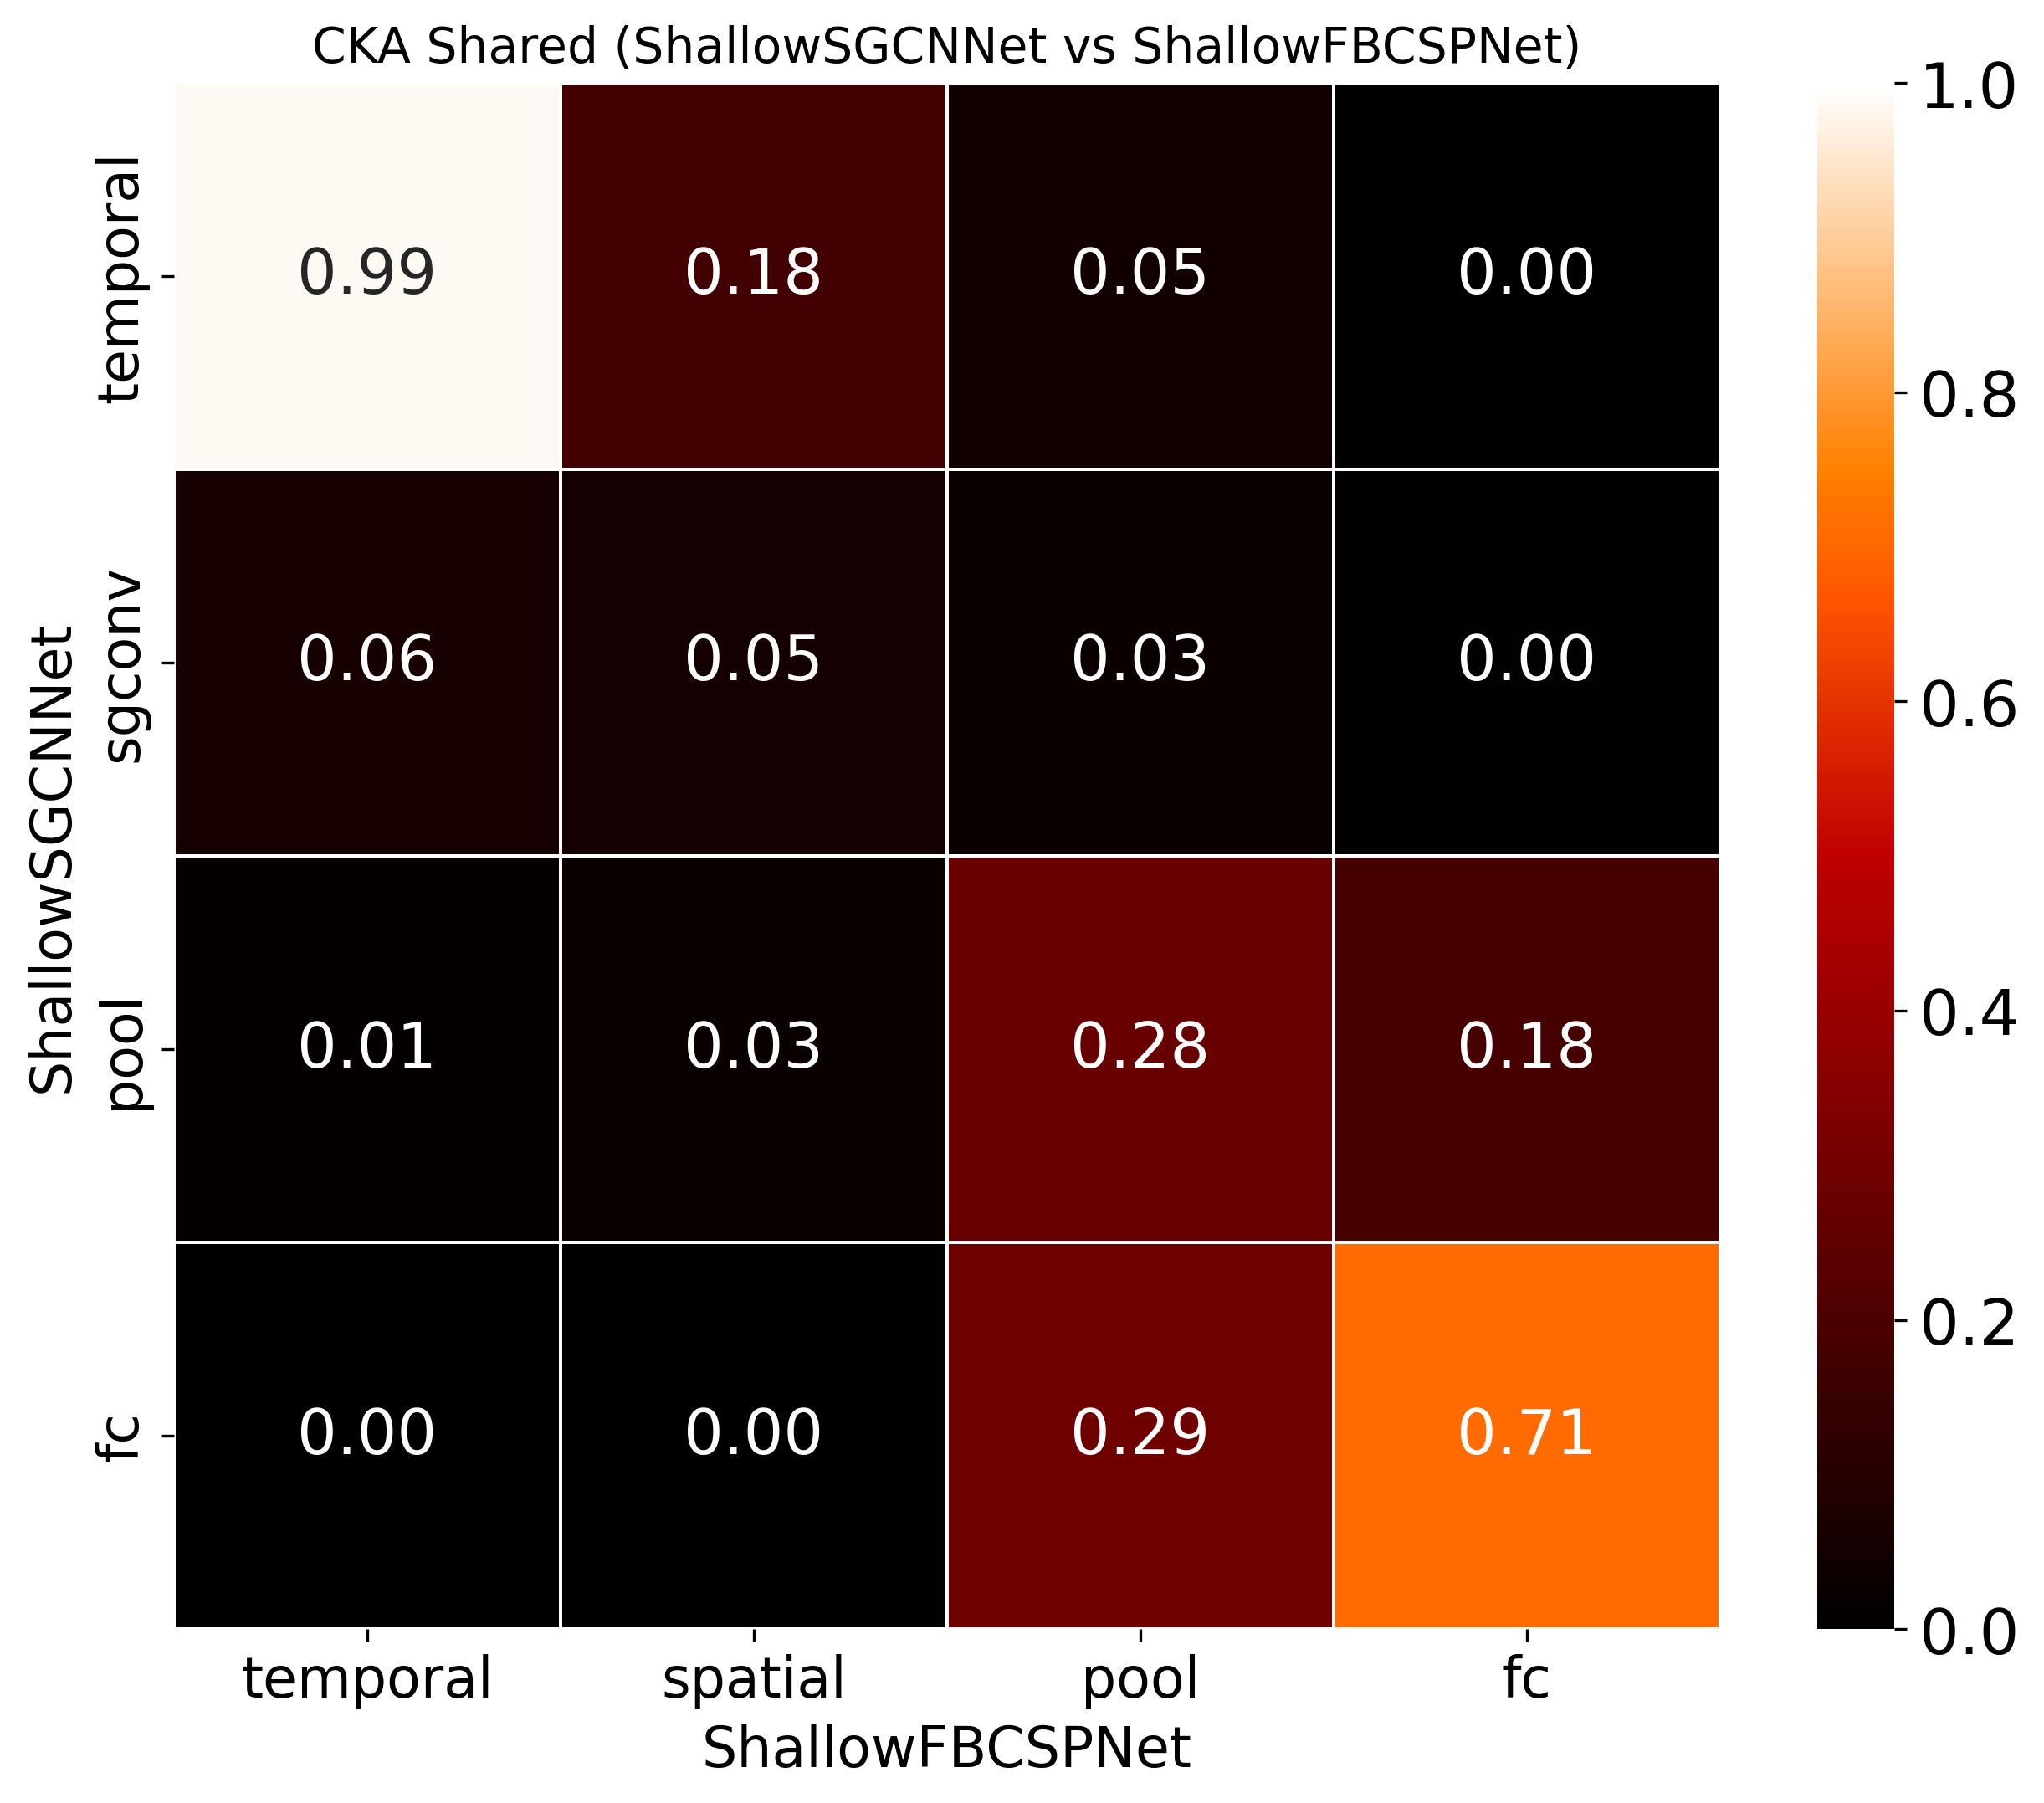 CKA Shared (ShallowSGCNNet vs ShallowFBCSPNet)
ShallowSGCNNet
temporal
0.99 0.18 0.05 0.00
sgconv
0.06 0.05 0.03 0.00
pool
0.01 0.03 0.28 0.18
fc
0.00 0.00 0.29 0.71
temporal spatial pool fc
ShallowFBCSPNet
1.0
0.8
0.6
0.4
0.2
0.0